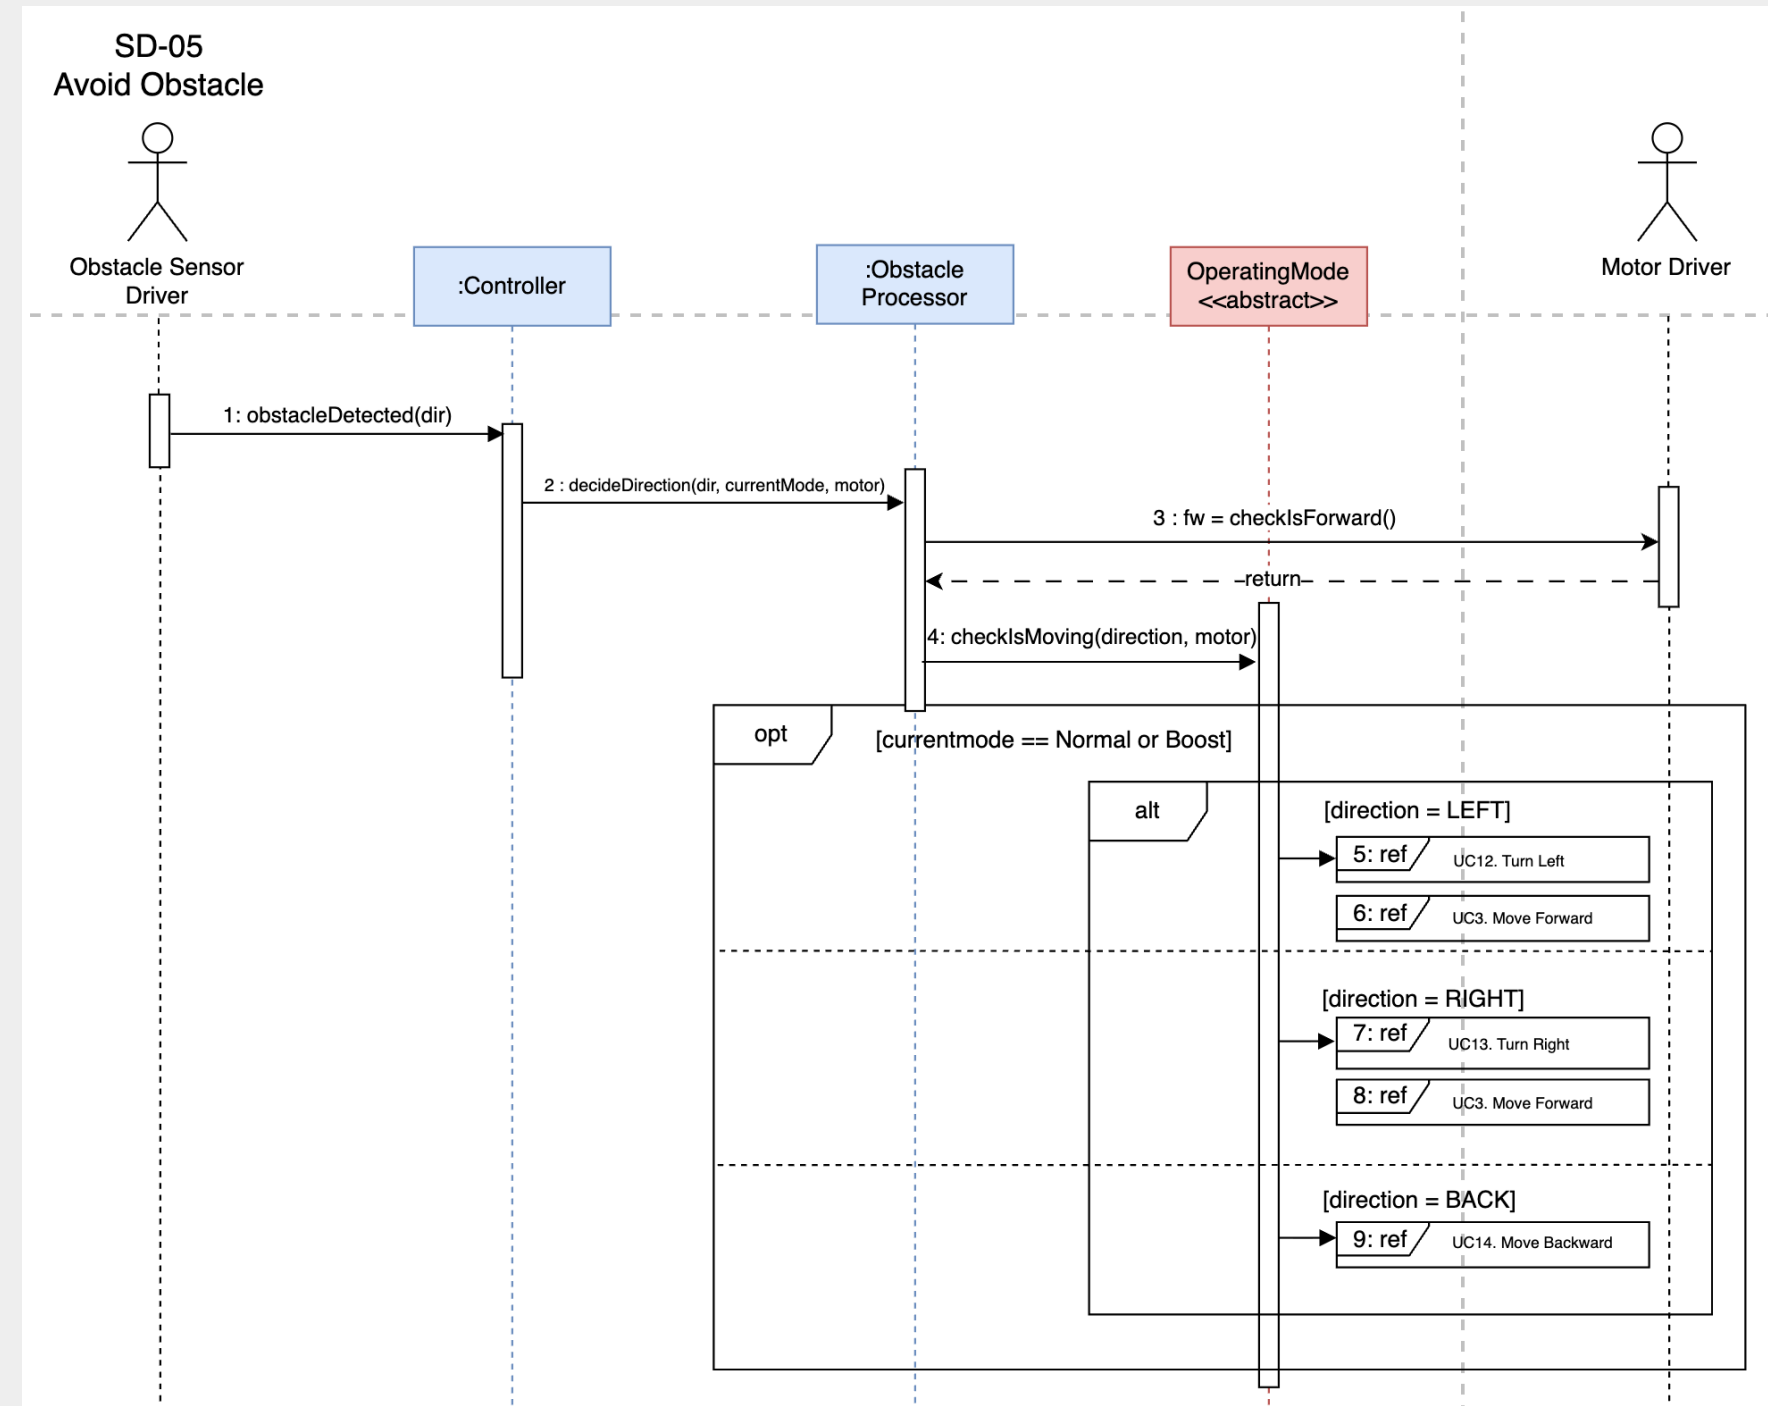 SD-05
Avoid Obstacle
Obstacle Sensor
Driver
:Controller
:Obstacle
Processor
OperatingMode
<<abstract>>
Motor Driver
1: obstacleDetected(dir)
2 : decideDirection(dir, currentMode, motor)
3 : fw = checkIsForward()
return
4: checkIsMoving(direction, motor)
opt
[currentmode == Normal or Boost]
alt
[direction = LEFT]
5: ref
UC12. Turn Left
6: ref
UC3. Move Forward
[direction = RIGHT]
7: ref
UC13. Turn Right
8: ref
UC3. Move Forward
[direction = BACK]
9: ref
UC14. Move Backward